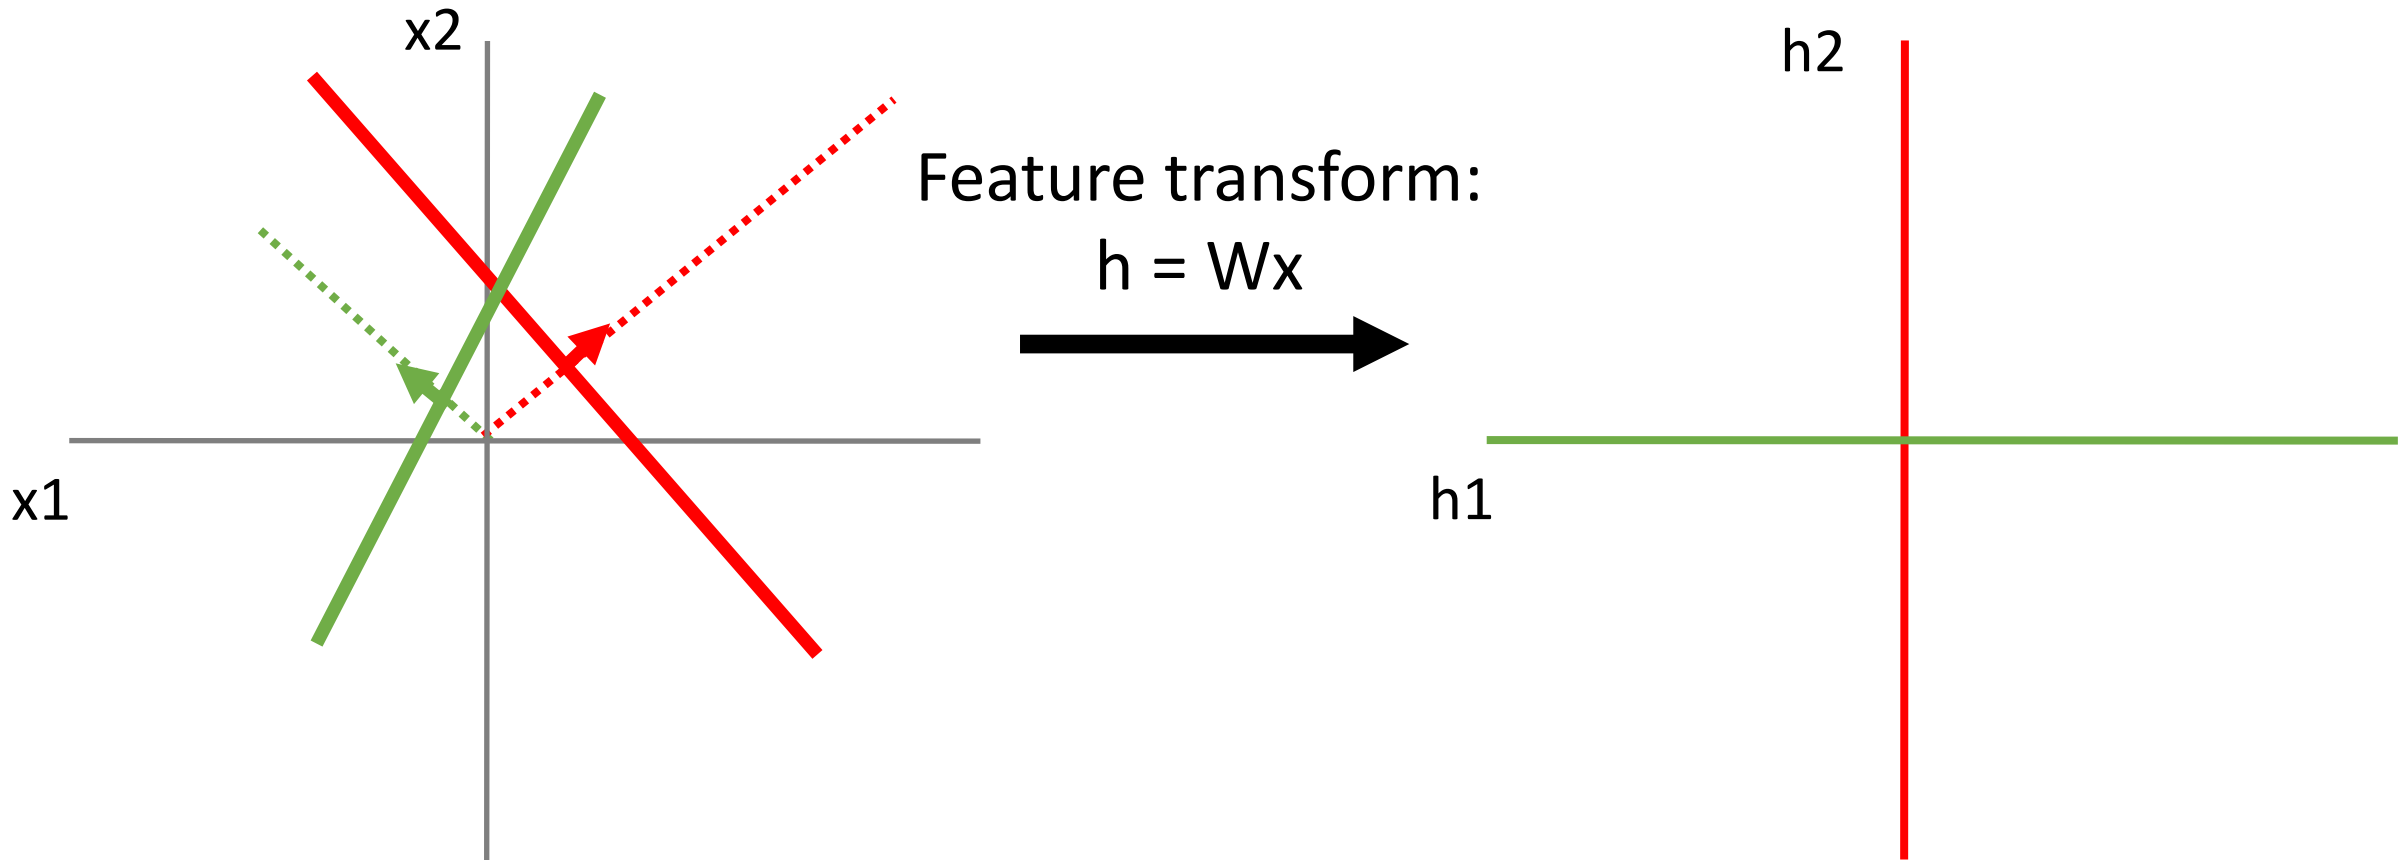 x2
x1
Feature transform:
h = Wx
h2
h1